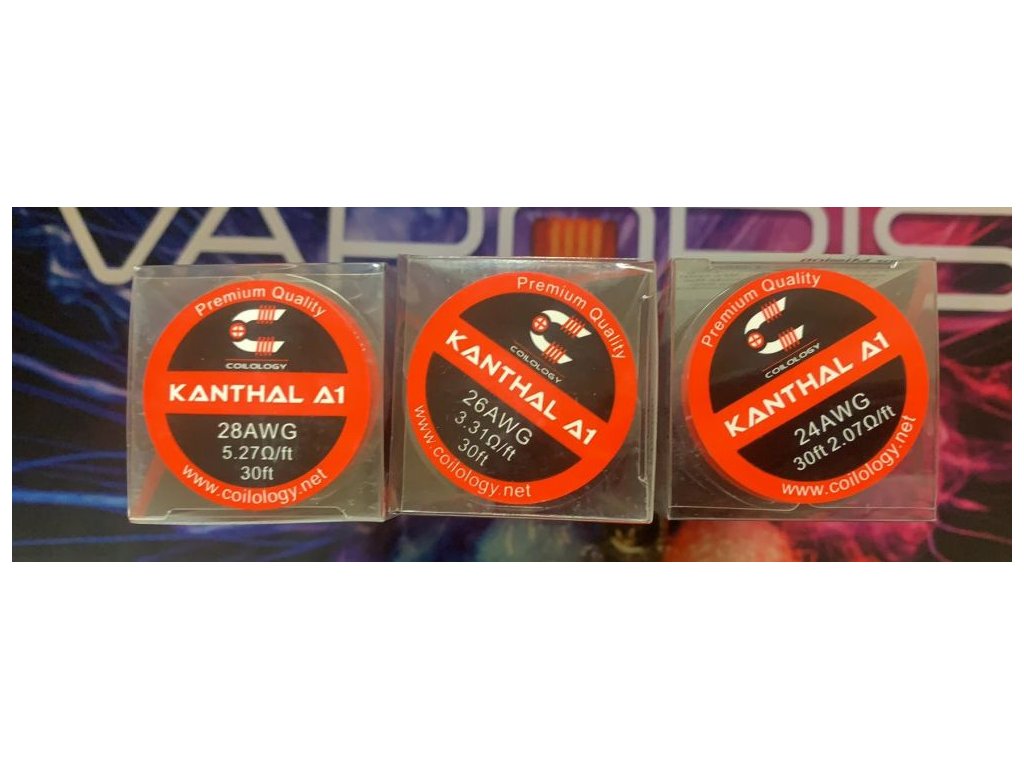 Premium Quality
COILOLOGY
KANTHAL A1
28AWG
5.27Ω/ft
30ft
www.coilology.net
Premium Quality
COILOLOGY
KANTHAL A1
26AWG
3.31Ω/ft
30ft
www.coilology.net
Premium Quality
COILOLOGY
KANTHAL A1
24AWG
30ft 2.07Ω/ft
www.coilology.net